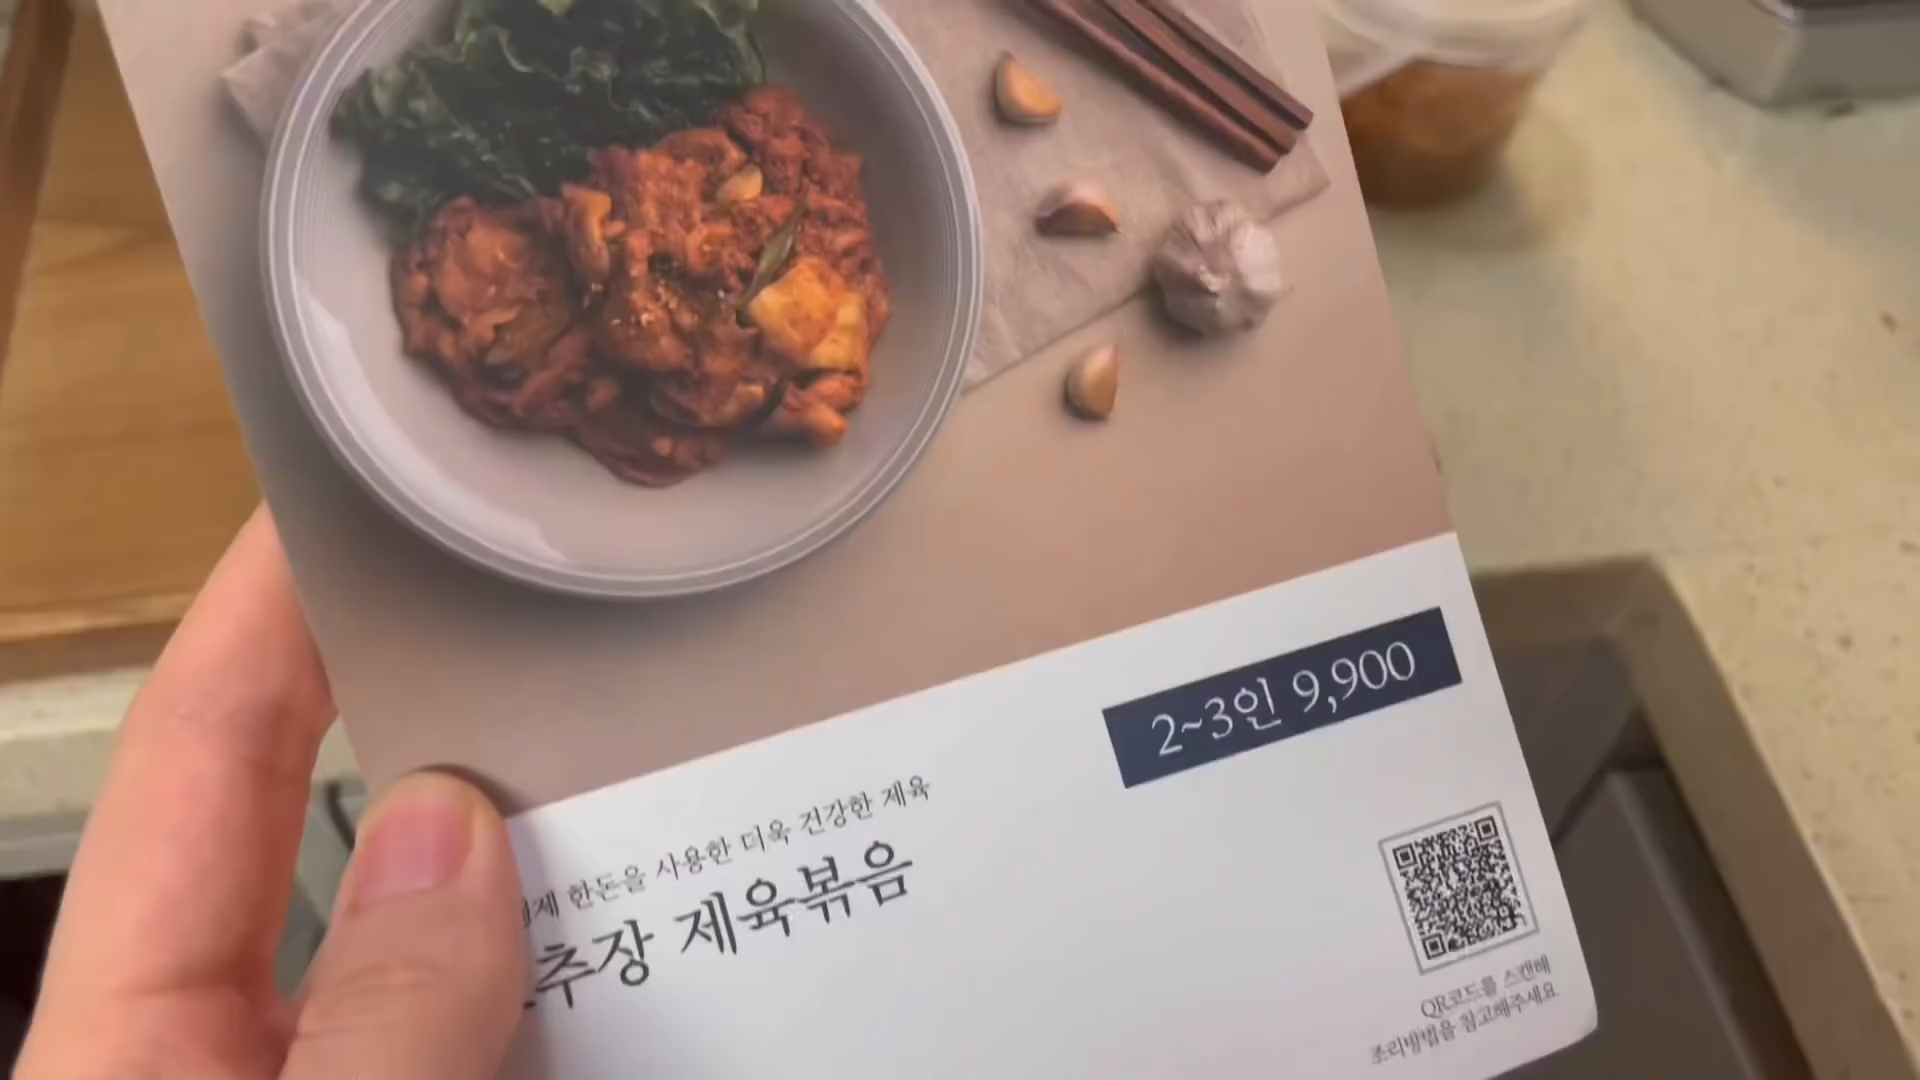 2~3인 9,900
한돈을 사용한 더욱 건강한 제육
추장 제육볶음
QR코드를 스캔해
조리방법을 참고해주세요